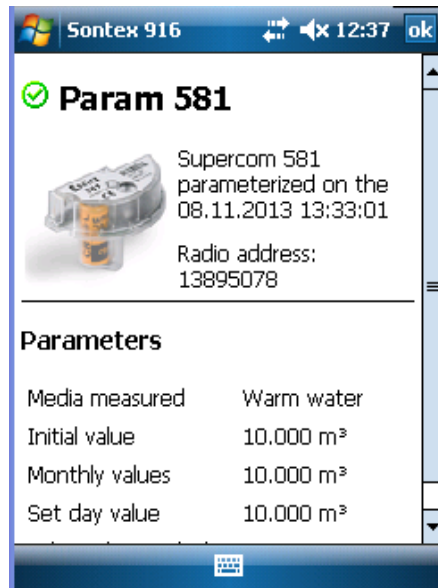 Sontex 916 12:37 ok
Param 581
Supercom 581
parameterized on the
08.11.2013 13:33:01
Radio address:
13895078
Parameters
Media measured Warm water
Initial value 10.000 m³
Monthly values 10.000 m³
Set day value 10.000 m³